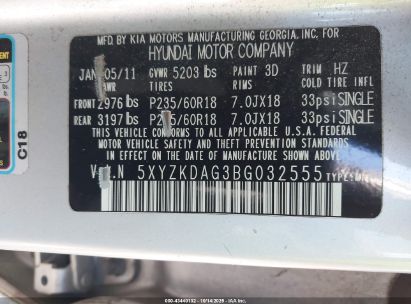 MFD. BY KIA MOTORS MANUFACTURING GEORGIA, INC. FOR
HYUNDAI MOTOR COMPANY
JAN 05/11 GVWR 5203 lbs PAINT 3D TRIM HZ
COLD TIRE INFL
FRONT 2976 lbs P235/60R18 7.0JX18 33psi SINGLE
REAR 3197 lbs P235/60R18 7.0JX18 33psi SINGLE
THIS VEHICLE CONFORMS TO ALL APPLICABLE U.S.A. FEDERAL
MOTOR VEHICLE SAFETY AND THEFT PREVENTION
STANDARDS IN EFFECT ON THE DATE OF MANUFACTURE SHOWN ABOVE.
5XYZKDAG3BG032555
C18